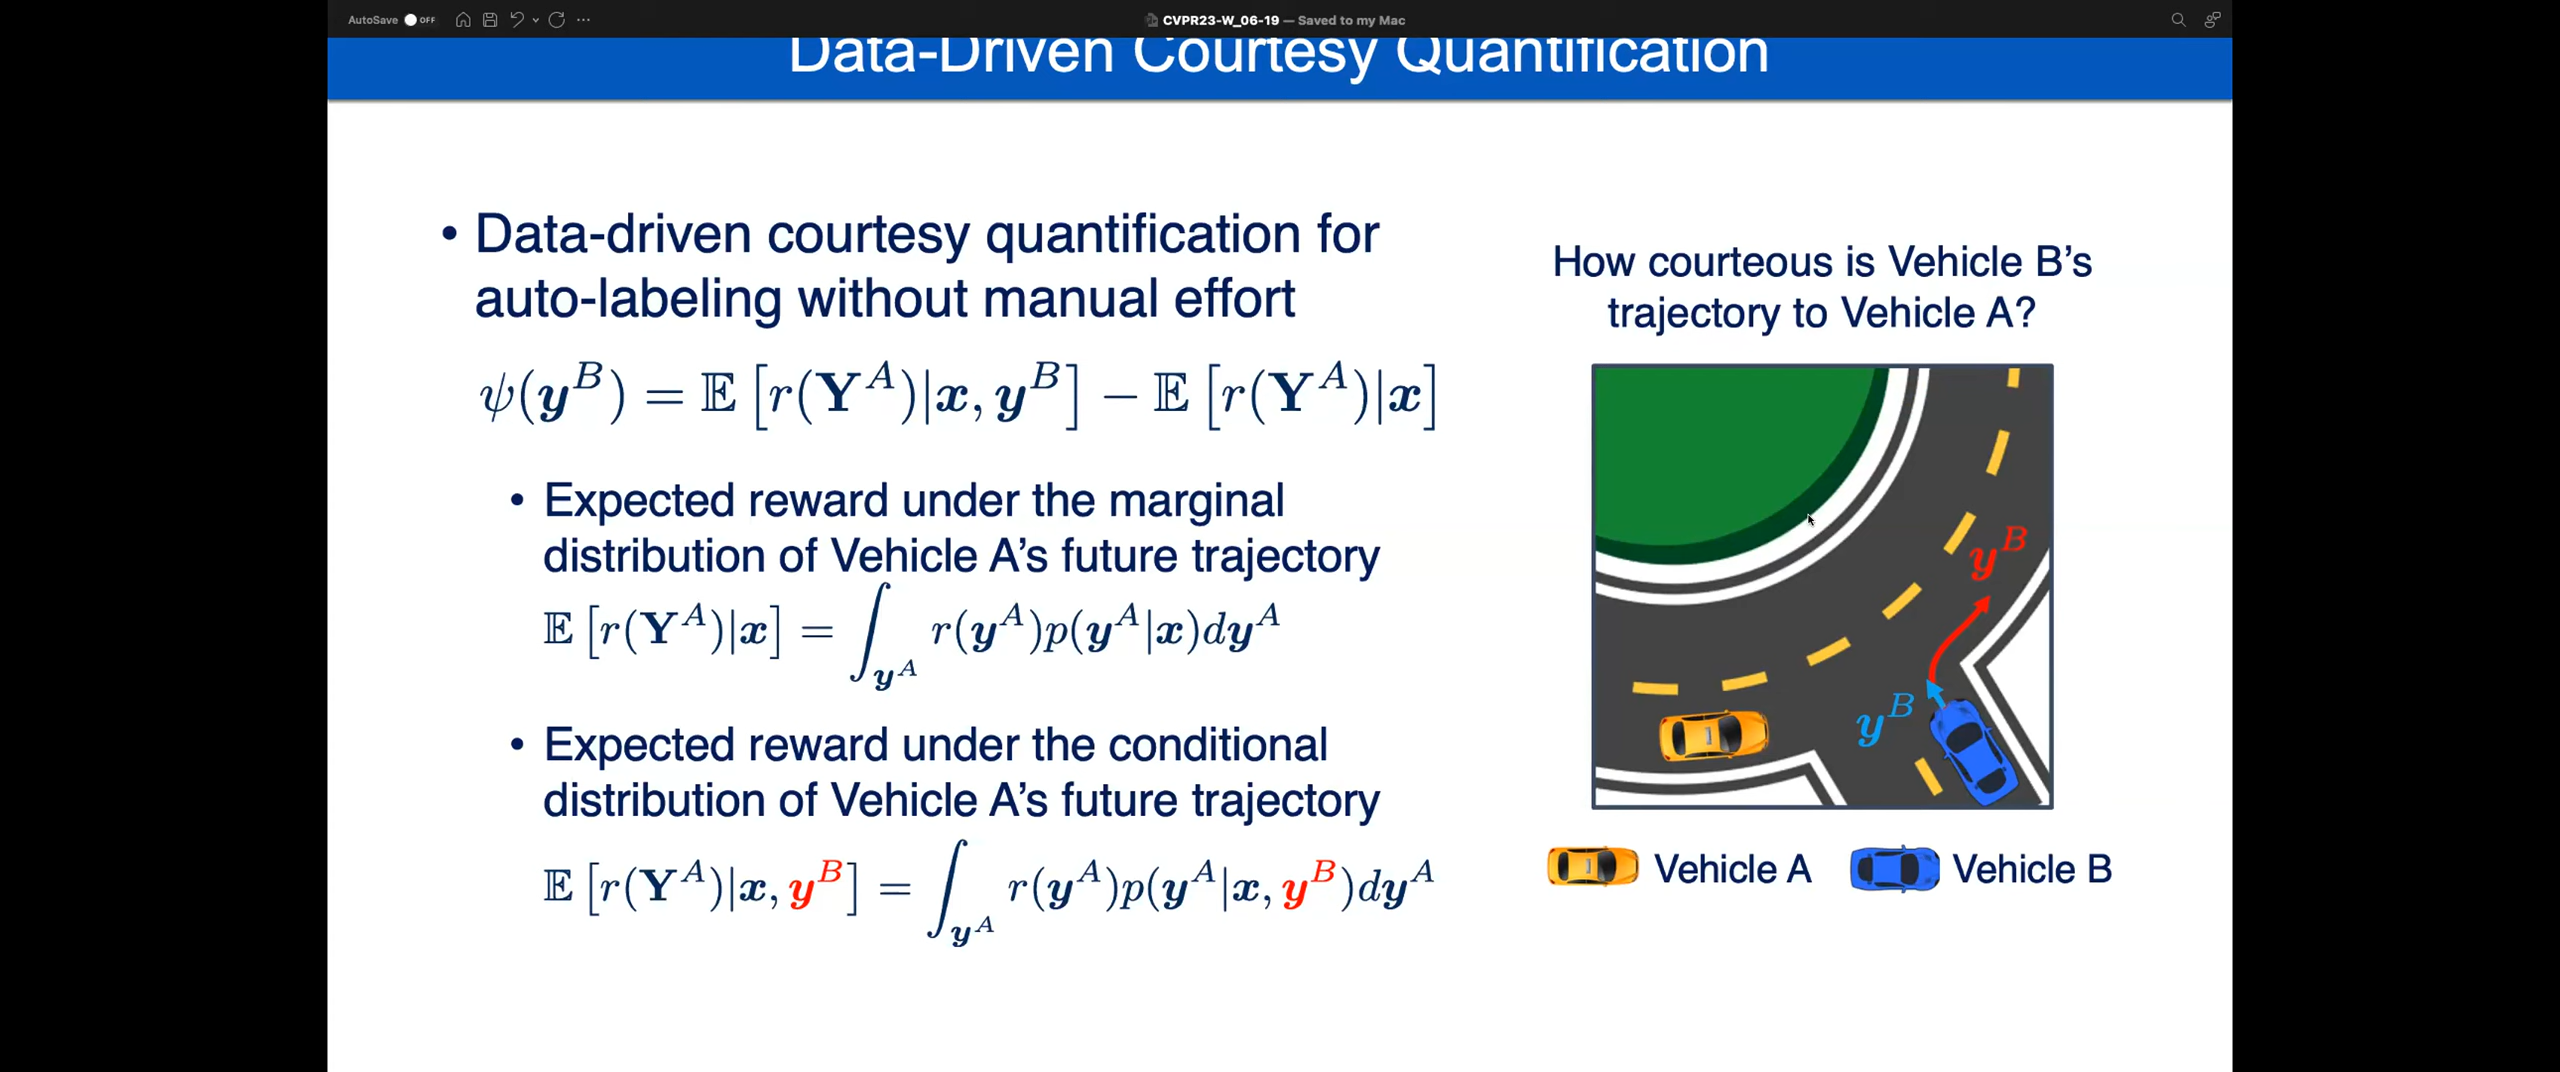 AutoSave OFF
CVPR23-W_06-19 — Saved to my Mac
Data-Driven Courtesy Quantification
• Data-driven courtesy quantification for
auto-labeling without manual effort
ψ(y^B) = 𝔼[r(Y^A)|x, y^B] − 𝔼[r(Y^A)|x]
• Expected reward under the marginal
distribution of Vehicle A’s future trajectory
𝔼[r(Y^A)|x] = ∫_{y^A} r(y^A)p(y^A|x)dy^A
• Expected reward under the conditional
distribution of Vehicle A’s future trajectory
𝔼[r(Y^A)|x, y^B] = ∫_{y^A} r(y^A)p(y^A|x, y^B)dy^A
How courteous is Vehicle B’s
trajectory to Vehicle A?
y^B
y^B
Vehicle A
Vehicle B